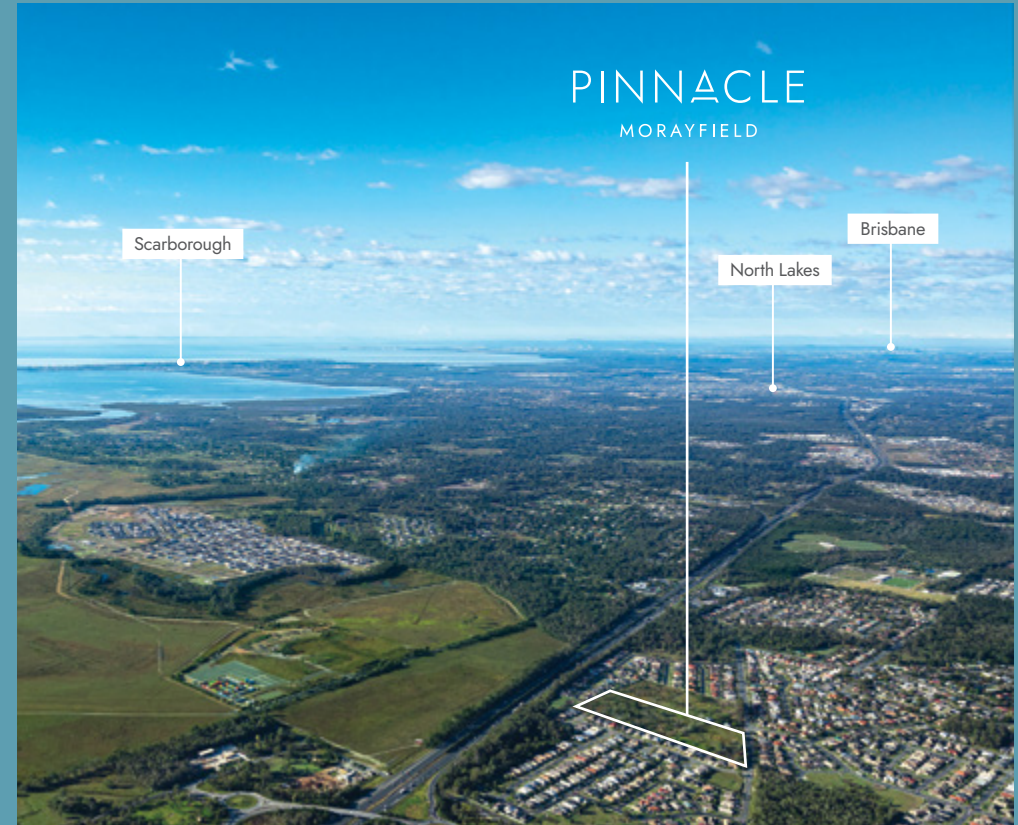 PINNACLE
MORAYFIELD
Scarborough
Brisbane
North Lakes